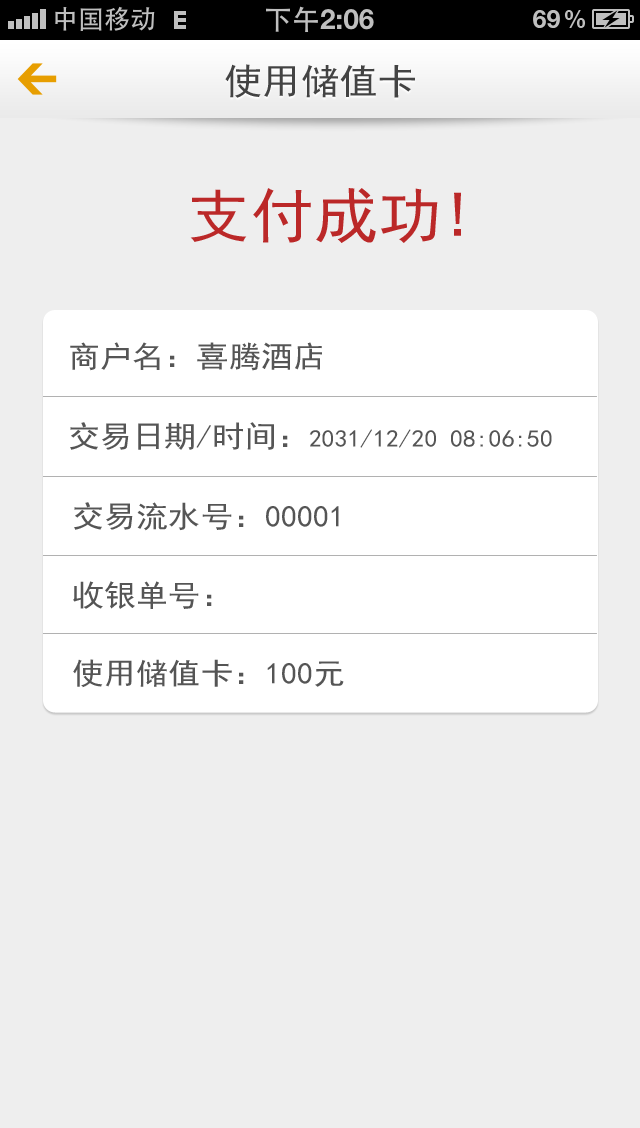 中国移动 E 下午2:06 69%
使用储值卡
支付成功!
商户名：喜腾酒店
交易日期/时间：2031/12/20 08:06:50
交易流水号：00001
收银单号：
使用储值卡：100元